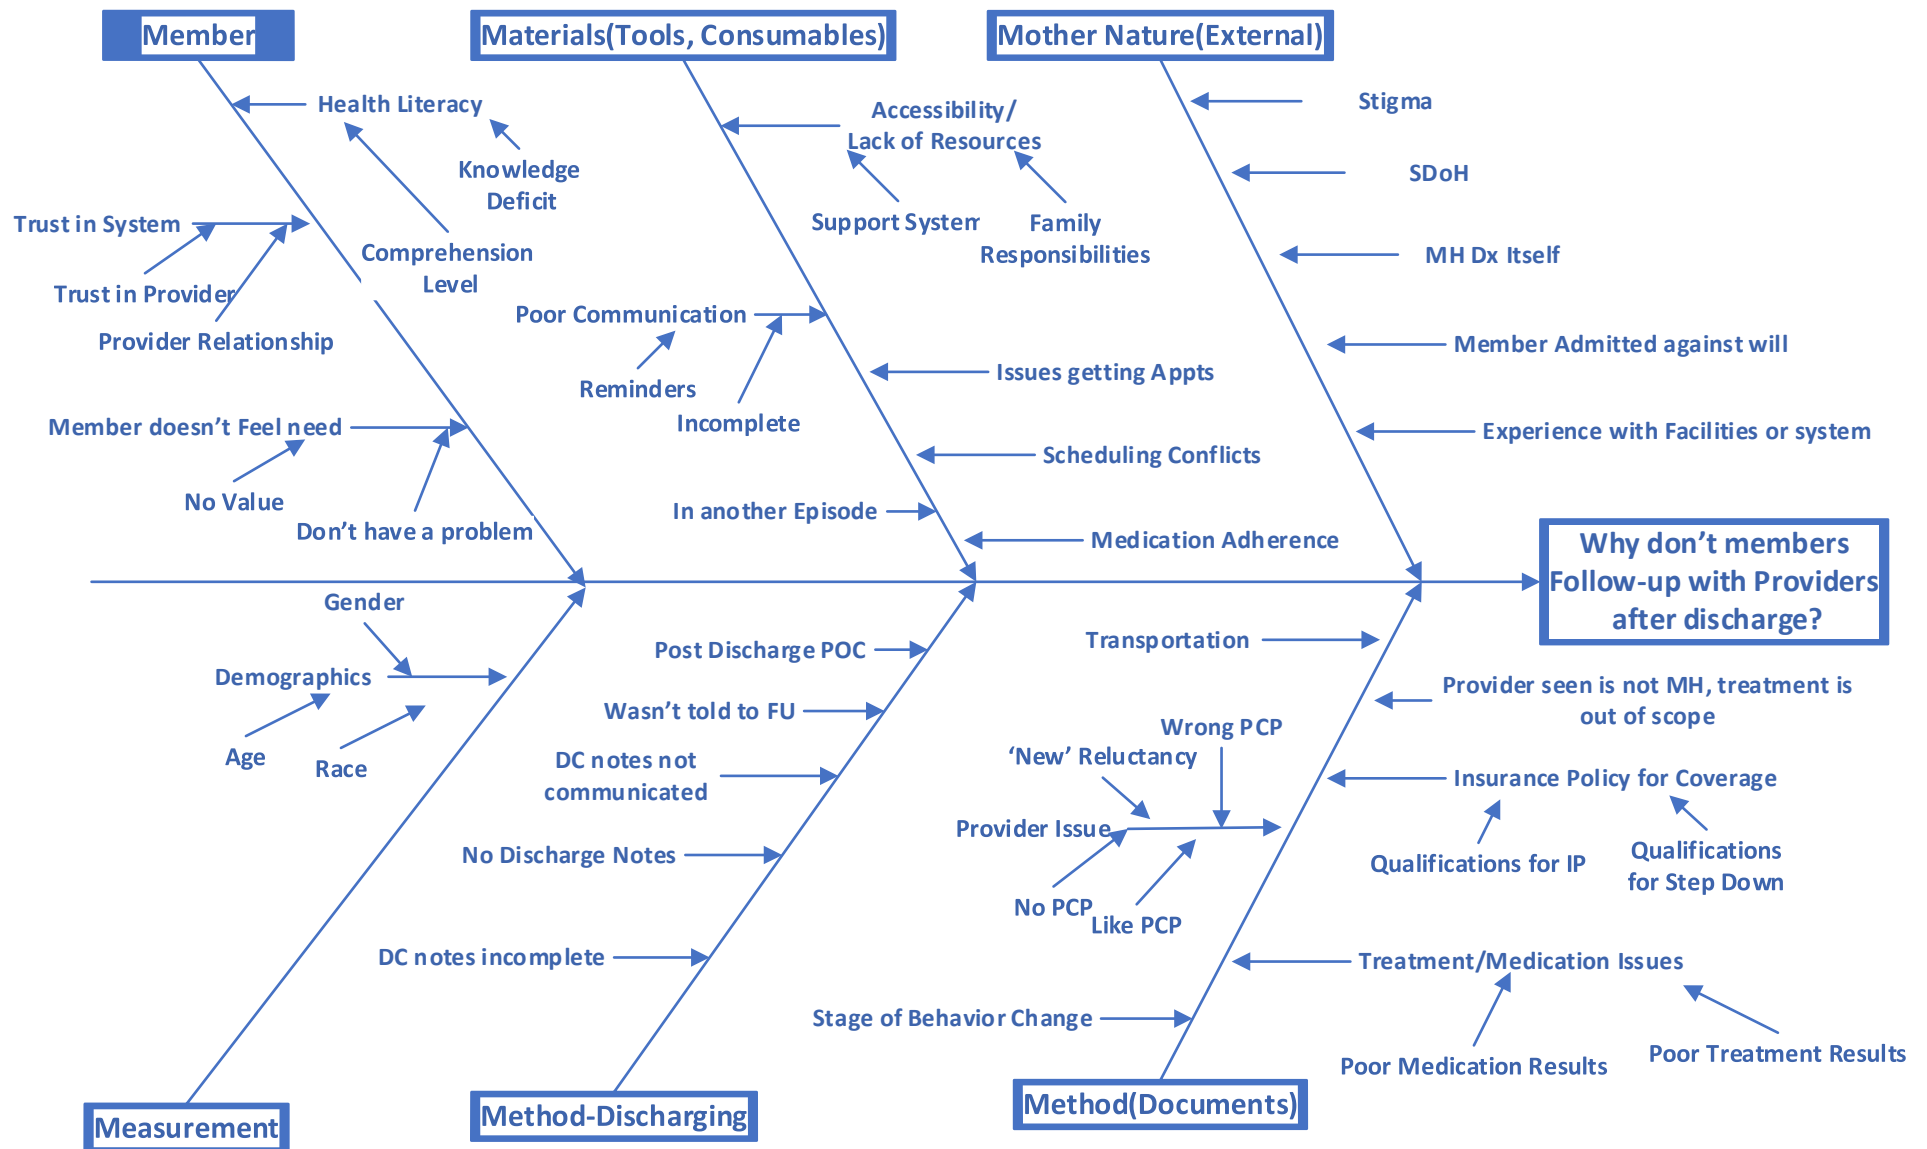 Member
Materials(Tools, Consumables)
Mother Nature(External)
Health Literacy
Knowledge
Deficit
Comprehension
Level
Trust in System
Trust in Provider
Provider Relationship
Member doesn't Feel need
No Value
Don't have a problem
Accessibility/
Lack of Resources
Support System
Family
Responsibilities
Poor Communication
Reminders
Incomplete
Issues getting Appts
Scheduling Conflicts
In another Episode
Medication Adherence
Stigma
SDoH
MH Dx Itself
Member Admitted against will
Experience with Facilities or system
Why don't members
Follow-up with Providers
after discharge?
Gender
Demographics
Age
Race
Post Discharge POC
Wasn't told to FU
DC notes not
communicated
No Discharge Notes
DC notes incomplete
Transportation
Provider seen is not MH, treatment is
out of scope
Wrong PCP
'New' Reluctancy
Provider Issue
No PCP
Like PCP
Insurance Policy for Coverage
Qualifications for IP
Qualifications
for Step Down
Treatment/Medication Issues
Stage of Behavior Change
Poor Medication Results
Poor Treatment Results
Measurement
Method-Discharging
Method(Documents)